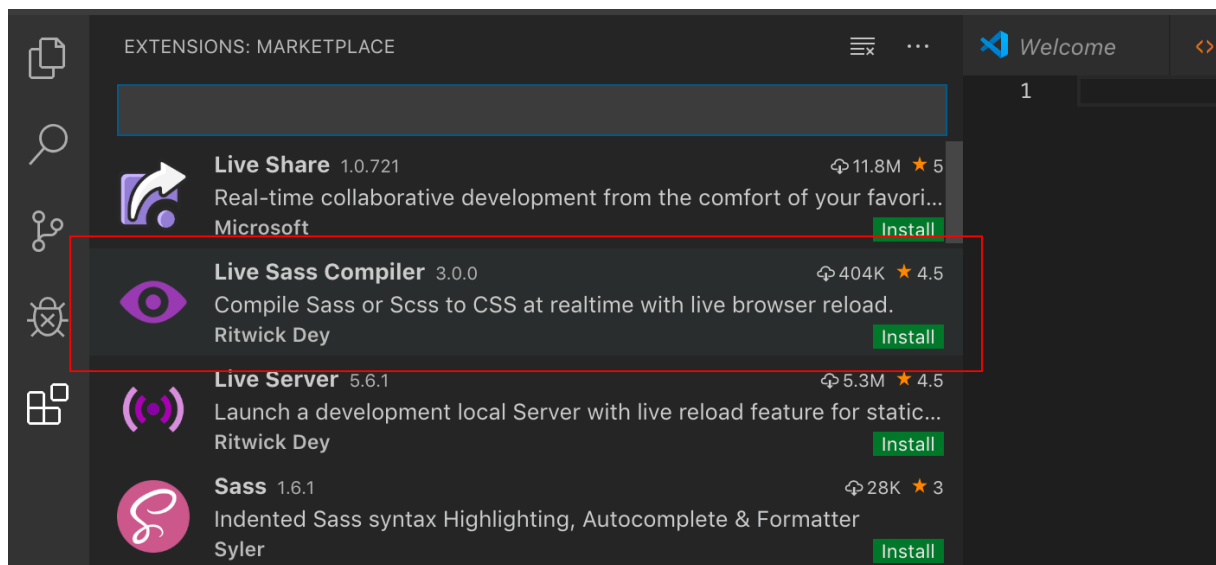 EXTENSIONS: MARKETPLACE
Welcome
1
Live Share 1.0.721 11.8M 5
Real-time collaborative development from the comfort of your favori...
Microsoft Install
Live Sass Compiler 3.0.0 404K 4.5
Compile Sass or Scss to CSS at realtime with live browser reload.
Ritwick Dey Install
Live Server 5.6.1 5.3M 4.5
Launch a development local Server with live reload feature for static...
Ritwick Dey Install
Sass 1.6.1 28K 3
Indented Sass syntax Highlighting, Autocomplete & Formatter
Syler Install